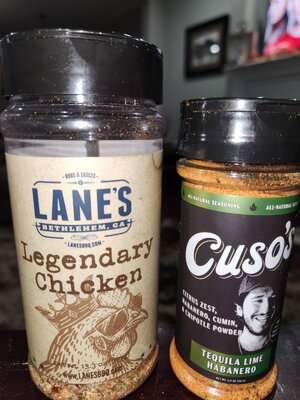 RUBS & SAUCES
LANE'S
BETHLEHEM, GA
LANESBBQ.COM
Legendary
Chicken
WWW.LANESBBQ.COM
ALL-NATURAL SEASONING
ALL-NATURAL
Cuso's
CITRUS ZEST,
HABANERO, CUMIN,
& CHIPOTLE POWDER
TEQUILA LIME
HABANERO